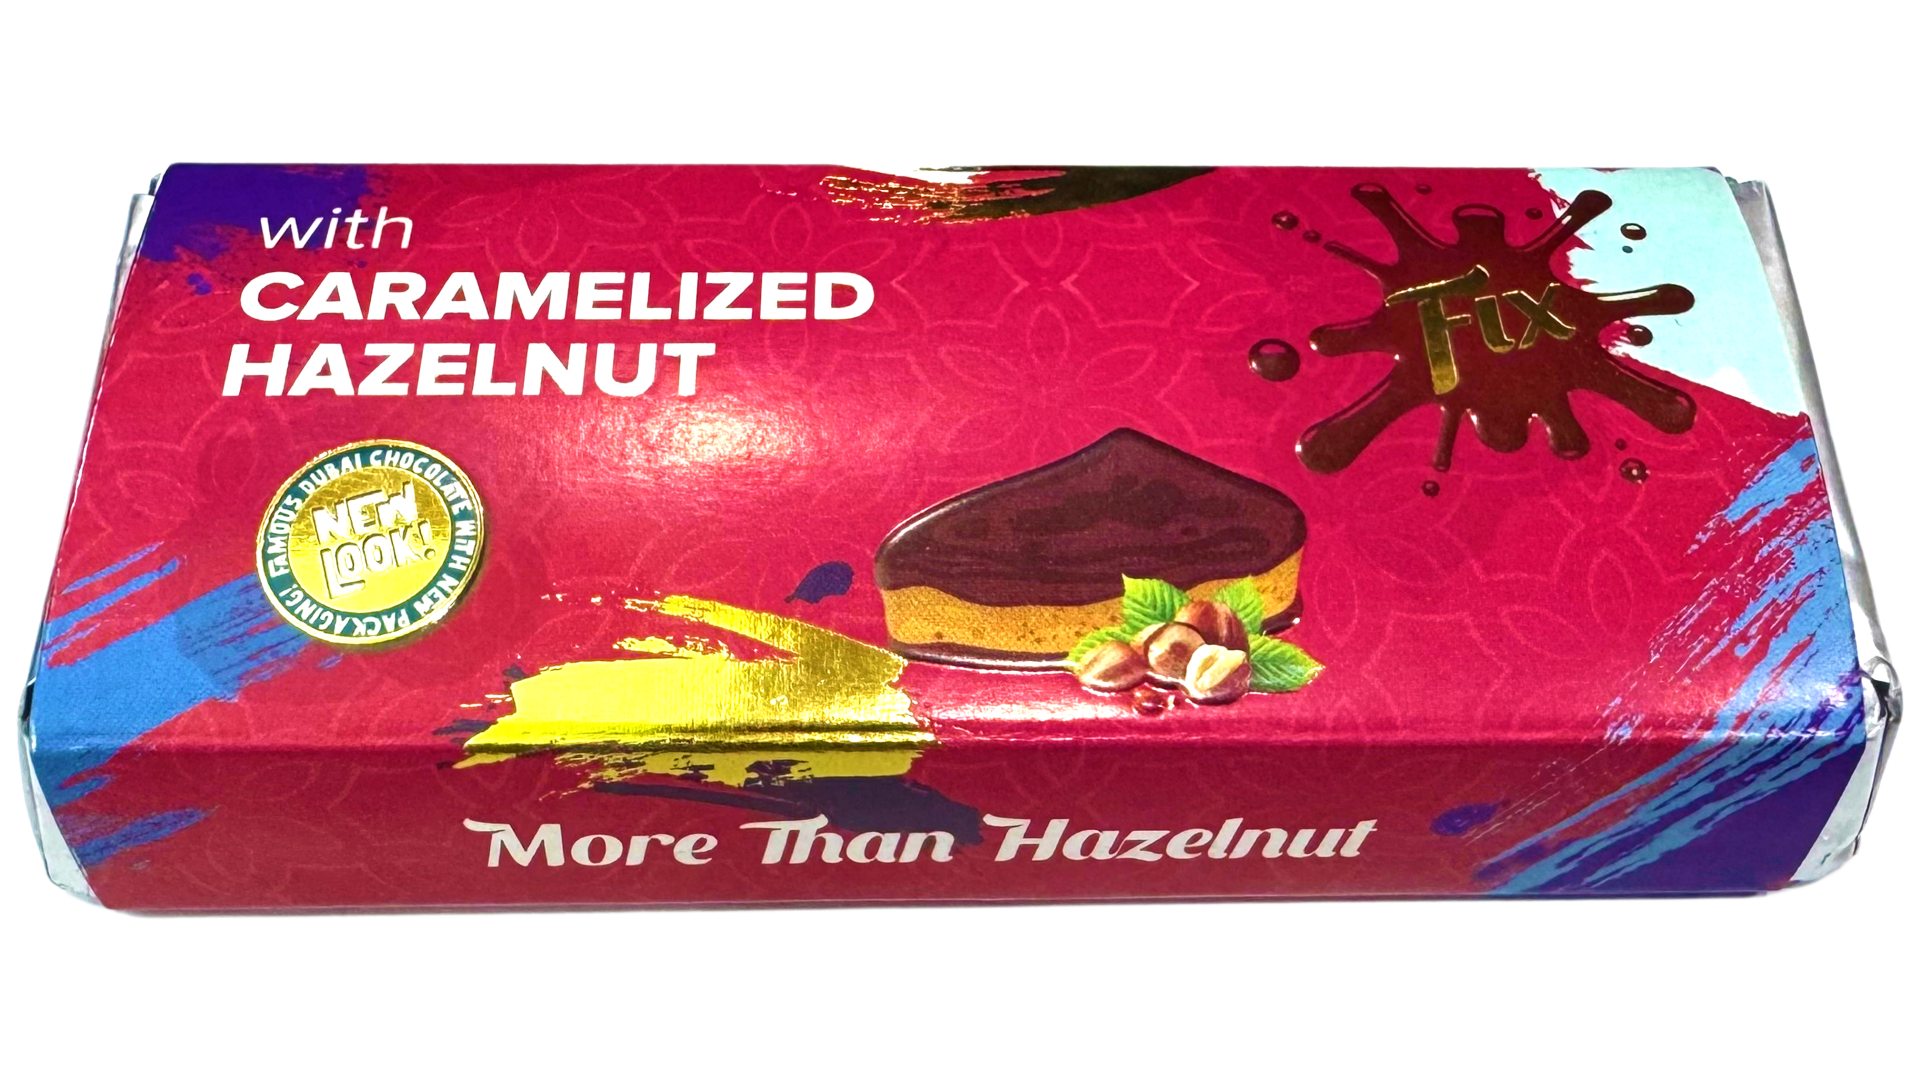 with
CARAMELIZED
HAZELNUT
Fix
FAMOUS DUBAI CHOCOLATE WITH NEW PACKAGING!
NEW
LOOK!
More Than Hazelnut